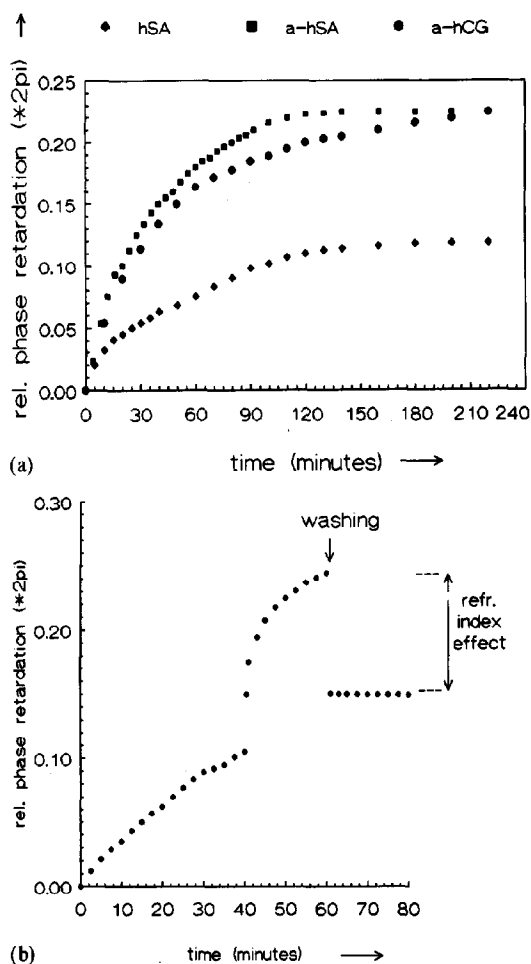 hSA a-hSA a-hCG
rel. phase retardation (*2pi)
0.25
0.20
0.15
0.10
0.05
0.00
0 30 60 90 120 150 180 210 240
(a) time (minutes)
rel. phase retardation (*2pi)
0.30
0.20
0.10
0.00
washing
refr.
index
effect
0 10 20 30 40 50 60 70 80
(b) time (minutes)